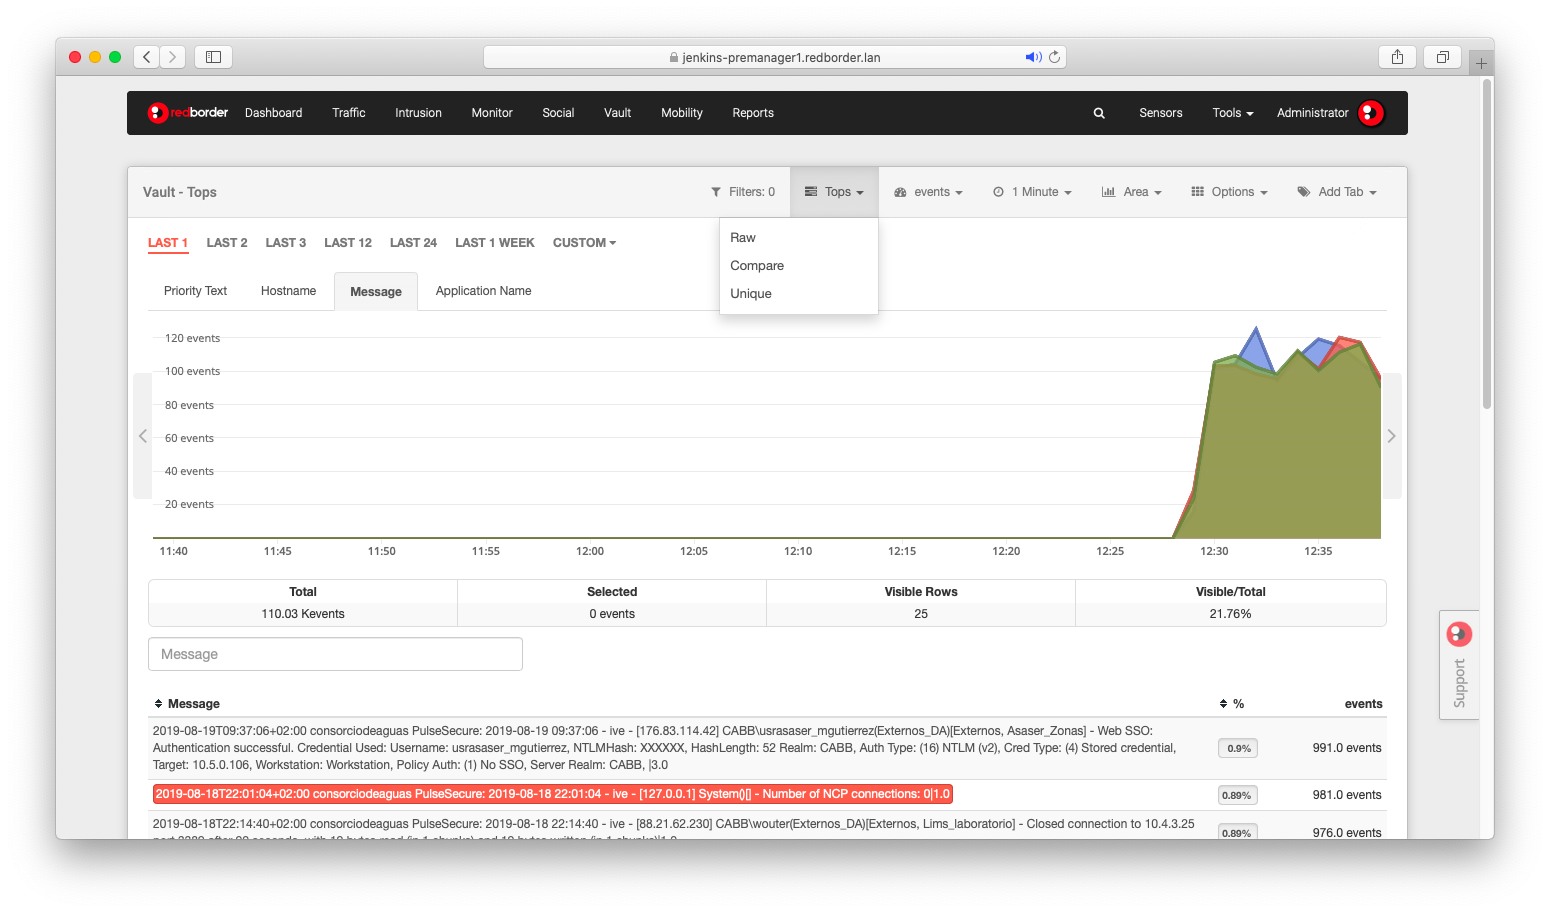 jenkins-premanager1.redborder.lan
redborder Dashboard Traffic Intrusion Monitor Social Vault Mobility Reports Sensors Tools Administrator
Vault - Tops Filters: 0 Tops events 1 Minute Area Options Add Tab
Raw
Compare
Unique
LAST 1 LAST 2 LAST 3 LAST 12 LAST 24 LAST 1 WEEK CUSTOM
Priority Text Hostname Message Application Name
120 events
100 events
80 events
60 events
40 events
20 events
11:40 11:45 11:50 11:55 12:00 12:05 12:10 12:15 12:20 12:25 12:30 12:35
Total Selected Visible Rows Visible/Total
110.03 Kevents 0 events 25 21.76%
Message
Support
Message % events
2019-08-19T09:37:06+02:00 consorciodeaguas PulseSecure: 2019-08-19 09:37:06 - ive - [176.83.114.42] CABB\usrasaser_mgutierrez(Externos_DA)[Externos, Asaser_Zonas] - Web SSO:
Authentication successful. Credential Used: Username: usrasaser_mgutierrez, NTLMHash: XXXXXX, HashLength: 52 Realm: CABB, Auth Type: (16) NTLM (v2), Cred Type: (4) Stored credential,
Target: 10.5.0.106, Workstation: Workstation, Policy Auth: (1) No SSO, Server Realm: CABB, |3.0
0.9% 991.0 events
2019-08-18T22:01:04+02:00 consorciodeaguas PulseSecure: 2019-08-18 22:01:04 - ive - [127.0.0.1] System()[] - Number of NCP connections: 0|1.0 0.89% 981.0 events
2019-08-18T22:14:40+02:00 consorciodeaguas PulseSecure: 2019-08-18 22:14:40 - ive - [88.21.62.230] CABB\wouter(Externos_DA)[Externos, Lims_laboratorio] - Closed connection to 10.4.3.25
0.89% 976.0 events